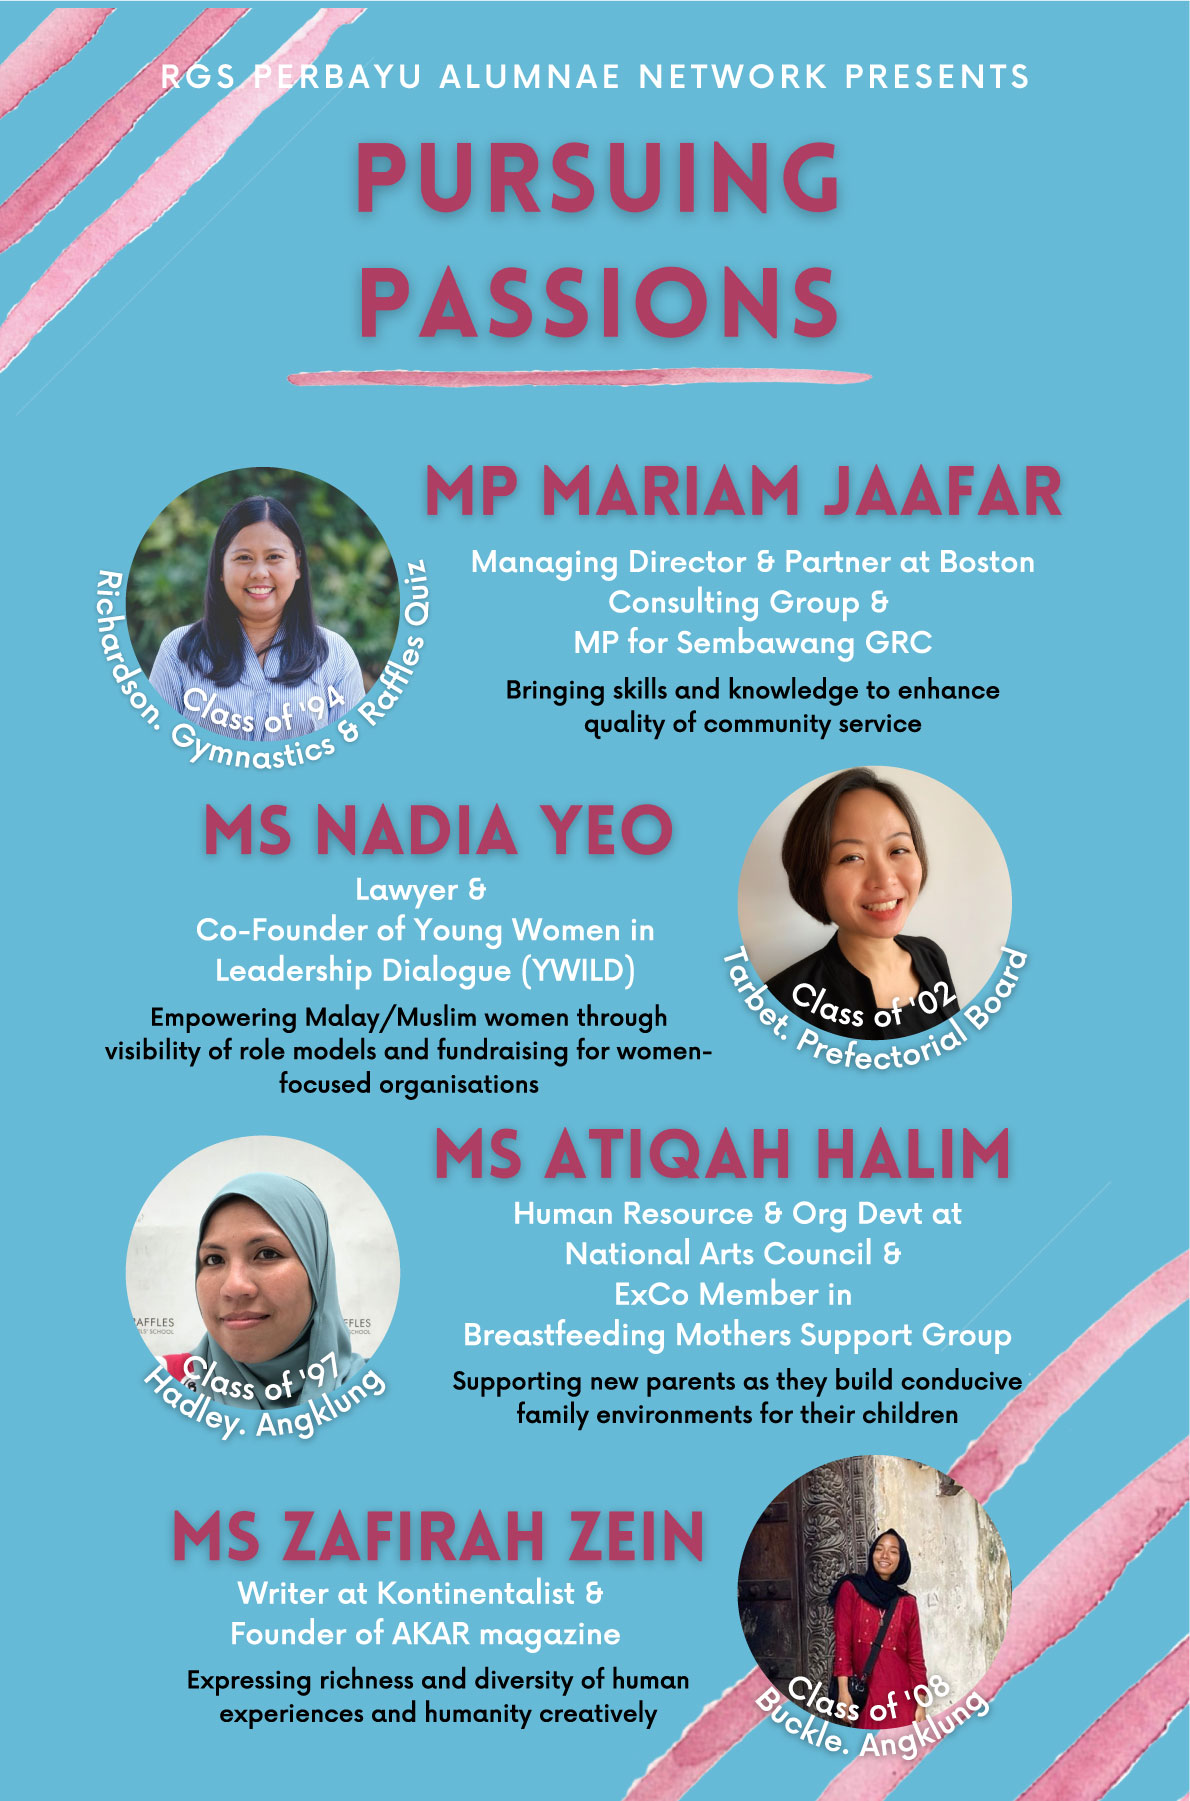 RGS PERBAYU ALUMNAE NETWORK PRESENTS
PURSUING
PASSIONS
MP MARIAM JAAFAR
Managing Director & Partner at Boston
Consulting Group &
MP for Sembawang GRC
Bringing skills and knowledge to enhance
quality of community service
Class of '94
Richardson. Gymnastics & Raffles Quiz
MS NADIA YEO
Lawyer &
Co-Founder of Young Women in
Leadership Dialogue (YWILD)
Empowering Malay/Muslim women through
visibility of role models and fundraising for women-
focused organisations
Class of '02
Tarbet. Prefectorial Board
MS ATIQAH HALIM
Human Resource & Org Devt at
National Arts Council &
ExCo Member in
Breastfeeding Mothers Support Group
Supporting new parents as they build conducive
family environments for their children
Class of '97
Hadley. Angklung
MS ZAFIRAH ZEIN
Writer at Kontinentalist &
Founder of AKAR magazine
Expressing richness and diversity of human
experiences and humanity creatively
Class of '08
Buckle. Angklung